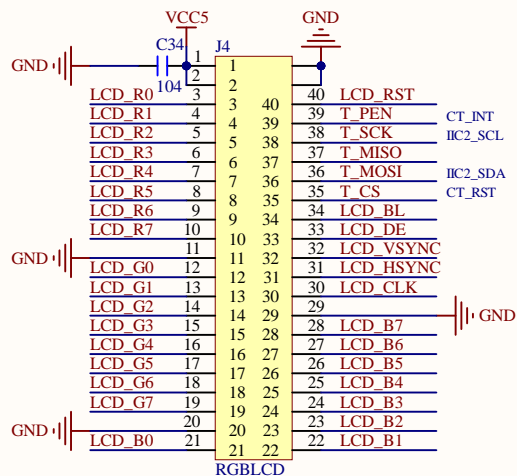 VCC5 GND
C34 J4
GND 1 1
104 2 2
LCD_R0 3 3 40 40 LCD_RST
LCD_R1 4 4 39 39 T_PEN CT_INT
LCD_R2 5 5 38 38 T_SCK IIC2_SCL
LCD_R3 6 6 37 37 T_MISO
LCD_R4 7 7 36 36 T_MOSI IIC2_SDA
LCD_R5 8 8 35 35 T_CS CT_RST
LCD_R6 9 9 34 34 LCD_BL
LCD_R7 10 10 33 33 LCD_DE
GND 11 11 32 32 LCD_VSYNC
LCD_G0 12 12 31 31 LCD_HSYNC
LCD_G1 13 13 30 30 LCD_CLK
LCD_G2 14 14 29 29 GND
LCD_G3 15 15 28 28 LCD_B7
LCD_G4 16 16 27 27 LCD_B6
LCD_G5 17 17 26 26 LCD_B5
LCD_G6 18 18 25 25 LCD_B4
LCD_G7 19 19 24 24 LCD_B3
GND 20 20 23 23 LCD_B2
LCD_B0 21 21 22 22 LCD_B1
RGBLCD